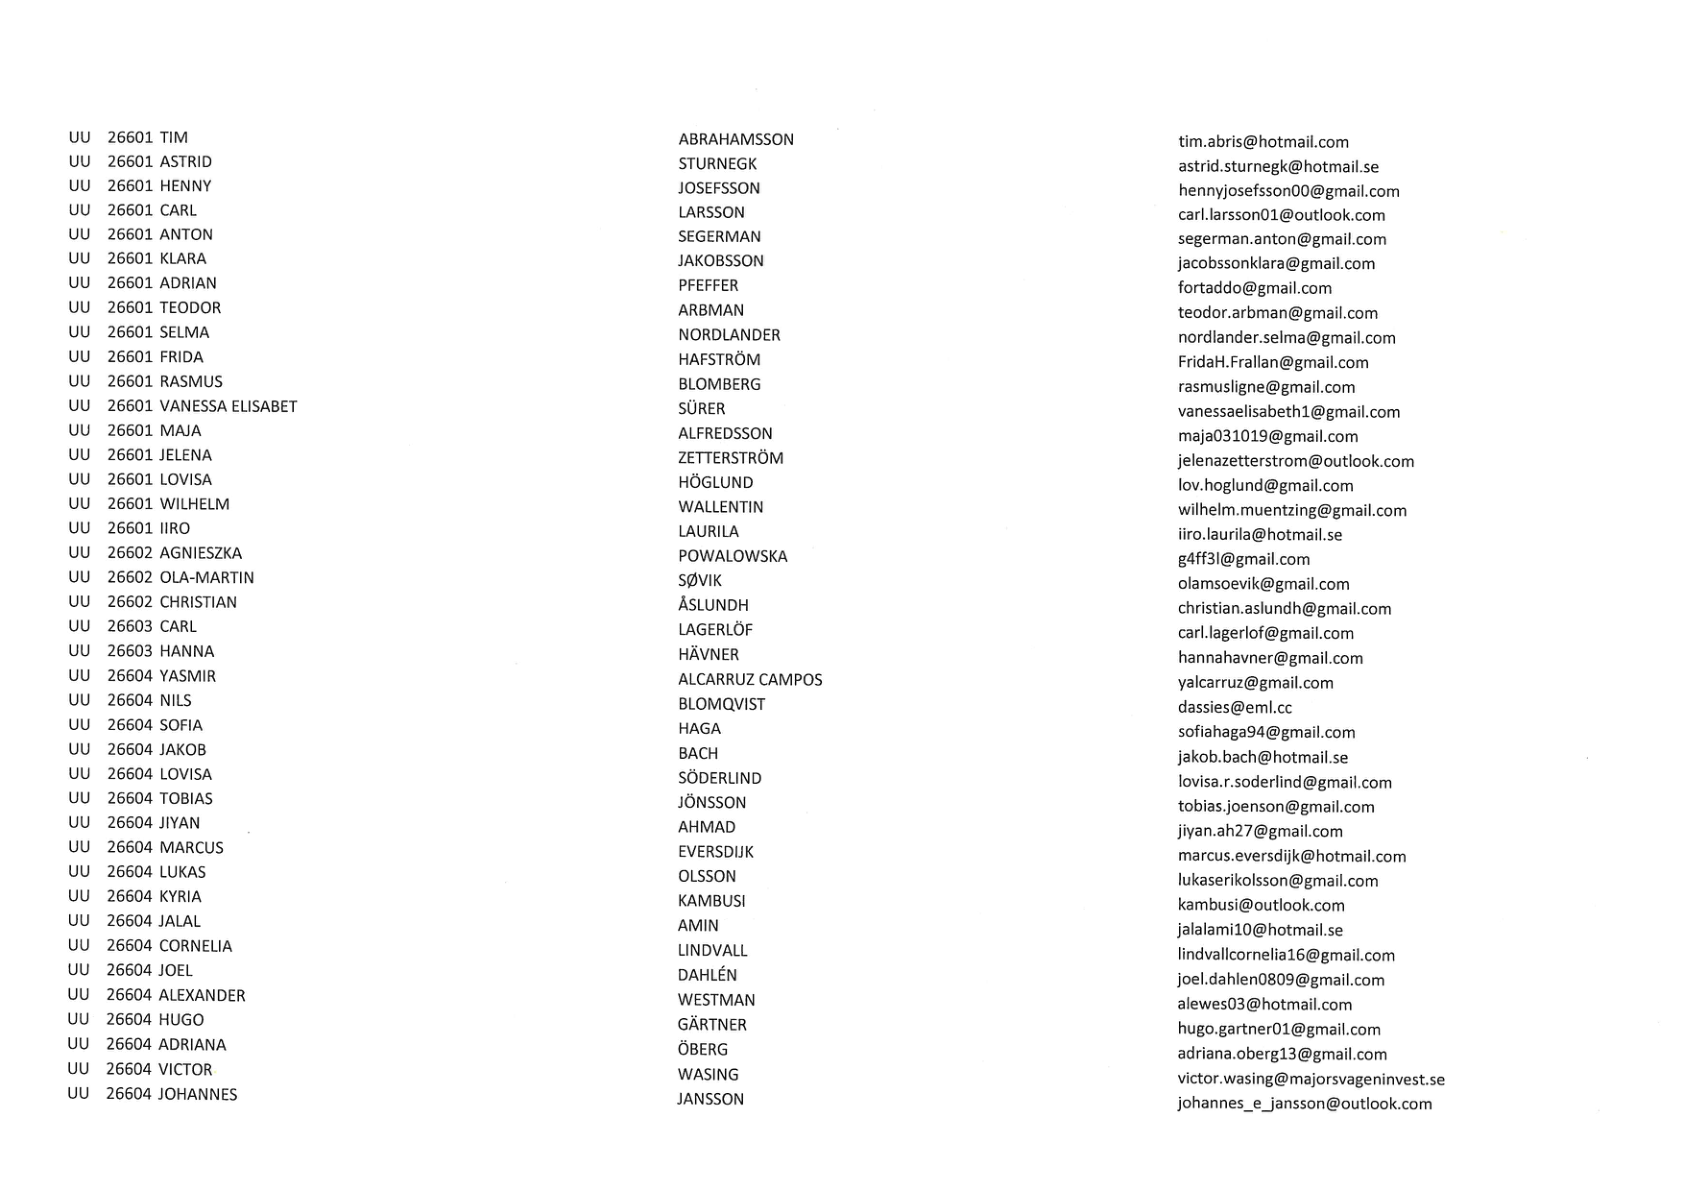 UU 26601 TIM ABRAHAMSSON tim.abris@hotmail.com
UU 26601 ASTRID STURNEGK astrid.sturnegk@hotmail.se
UU 26601 HENNY JOSEFSSON hennyjosefsson00@gmail.com
UU 26601 CARL LARSSON carl.larsson01@outlook.com
UU 26601 ANTON SEGERMAN segerman.anton@gmail.com
UU 26601 KLARA JAKOBSSON jacobssonklara@gmail.com
UU 26601 ADRIAN PFEFFER fortaddo@gmail.com
UU 26601 TEODOR ARBMAN teodor.arbman@gmail.com
UU 26601 SELMA NORDLANDER nordlander.selma@gmail.com
UU 26601 FRIDA HAFSTRÖM FridaH.Frallan@gmail.com
UU 26601 RASMUS BLOMBERG rasmusligne@gmail.com
UU 26601 VANESSA ELISABET SÜRER vanessaelisabeth1@gmail.com
UU 26601 MAJA ALFREDSSON maja031019@gmail.com
UU 26601 JELENA ZETTERSTRÖM jelenazetterstrom@outlook.com
UU 26601 LOVISA HÖGLUND lov.hoglund@gmail.com
UU 26601 WILHELM WALLENTIN wilhelm.muentzing@gmail.com
UU 26601 IIRO LAURILA iiro.laurila@hotmail.se
UU 26602 AGNIESZKA POWALOWSKA g4ff3l@gmail.com
UU 26602 OLA-MARTIN SØVIK olamsoevik@gmail.com
UU 26602 CHRISTIAN ÅSLUNDH christian.aslundh@gmail.com
UU 26603 CARL LAGERLÖF carl.lagerlof@gmail.com
UU 26603 HANNA HÄVNER hannahavner@gmail.com
UU 26604 YASMIR ALCARRUZ CAMPOS yalcarruz@gmail.com
UU 26604 NILS BLOMQVIST dassies@eml.cc
UU 26604 SOFIA HAGA sofiahaga94@gmail.com
UU 26604 JAKOB BACH jakob.bach@hotmail.se
UU 26604 LOVISA SÖDERLIND lovisa.r.soderlind@gmail.com
UU 26604 TOBIAS JÖNSSON tobias.joenson@gmail.com
UU 26604 JIYAN AHMAD jiyan.ah27@gmail.com
UU 26604 MARCUS EVERSDIJK marcus.eversdijk@hotmail.com
UU 26604 LUKAS OLSSON lukaserikolsson@gmail.com
UU 26604 KYRIA KAMBUSI kambusi@outlook.com
UU 26604 JALAL AMIN jalalami10@hotmail.se
UU 26604 CORNELIA LINDVALL lindvallcornelia16@gmail.com
UU 26604 JOEL DAHLÉN joel.dahlen0809@gmail.com
UU 26604 ALEXANDER WESTMAN alewes03@hotmail.com
UU 26604 HUGO GÄRTNER hugo.gartner01@gmail.com
UU 26604 ADRIANA ÖBERG adriana.oberg13@gmail.com
UU 26604 VICTOR WASING victor.wasing@majorsvageninvest.se
UU 26604 JOHANNES JANSSON johannes_e_jansson@outlook.com